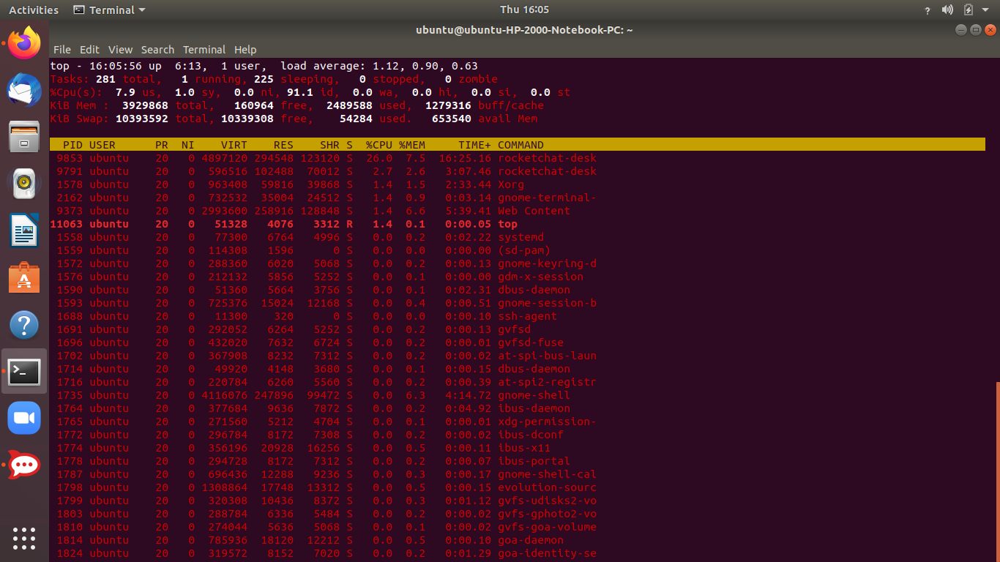 Activities Terminal Thu 16:05
ubuntu@ubuntu-HP-2000-Notebook-PC: ~
File Edit View Search Terminal Help
top - 16:05:56 up  6:13,  1 user,  load average: 1.12, 0.90, 0.63
Tasks: 281 total,   1 running, 225 sleeping,   0 stopped,   0 zombie
%Cpu(s):  7.9 us,  1.0 sy,  0.0 ni, 91.1 id,  0.0 wa,  0.0 hi,  0.0 si,  0.0 st
KiB Mem :  3929868 total,   160964 free,  2489588 used,  1279316 buff/cache
KiB Swap: 10393592 total, 10339308 free,    54284 used.   653540 avail Mem
PID USER PR NI VIRT RES SHR S %CPU %MEM TIME+ COMMAND
9853 ubuntu 20 0 4897120 294548 123120 S 26.0 7.5 16:25.16 rocketchat-desk
9791 ubuntu 20 0 596516 102488 70012 S 2.7 2.6 3:07.46 rocketchat-desk
1578 ubuntu 20 0 963408 59816 39868 S 1.4 1.5 2:33.44 Xorg
2162 ubuntu 20 0 732532 35004 24512 S 1.4 0.9 0:03.14 gnome-terminal-
9373 ubuntu 20 0 2993600 258916 128848 S 1.4 6.6 5:39.41 Web Content
11063 ubuntu 20 0 51328 4076 3312 R 1.4 0.1 0:00.05 top
1558 ubuntu 20 0 77300 6764 4996 S 0.0 0.2 0:02.22 systemd
1559 ubuntu 20 0 114308 1596 0 S 0.0 0.0 0:00.00 (sd-pam)
1572 ubuntu 20 0 288360 6020 5068 S 0.0 0.2 0:00.13 gnome-keyring-d
1576 ubuntu 20 0 212132 5856 5252 S 0.0 0.1 0:00.00 gdm-x-session
1590 ubuntu 20 0 51360 5664 3756 S 0.0 0.1 0:02.31 dbus-daemon
1593 ubuntu 20 0 725376 15024 12168 S 0.0 0.4 0:00.51 gnome-session-b
1688 ubuntu 20 0 11300 320 0 S 0.0 0.0 0:00.10 ssh-agent
1691 ubuntu 20 0 292052 6264 5252 S 0.0 0.2 0:00.13 gvfsd
1696 ubuntu 20 0 432020 7632 6724 S 0.0 0.2 0:00.01 gvfsd-fuse
1702 ubuntu 20 0 367908 8232 7312 S 0.0 0.2 0:00.02 at-spi-bus-laun
1714 ubuntu 20 0 49920 4148 3680 S 0.0 0.1 0:00.15 dbus-daemon
1716 ubuntu 20 0 220784 6260 5560 S 0.0 0.2 0:00.39 at-spi2-registr
1735 ubuntu 20 0 4116076 247896 99472 S 0.0 6.3 4:14.72 gnome-shell
1764 ubuntu 20 0 377684 9636 7872 S 0.0 0.2 0:04.92 ibus-daemon
1765 ubuntu 20 0 271560 5212 4704 S 0.0 0.1 0:00.01 xdg-permission-
1772 ubuntu 20 0 296784 8172 7308 S 0.0 0.2 0:00.02 ibus-dconf
1774 ubuntu 20 0 356196 20928 16256 S 0.0 0.5 0:00.11 ibus-x11
1778 ubuntu 20 0 294728 8172 7312 S 0.0 0.2 0:00.07 ibus-portal
1787 ubuntu 20 0 696436 12288 9236 S 0.0 0.3 0:00.17 gnome-shell-cal
1798 ubuntu 20 0 1308864 17748 13312 S 0.0 0.5 0:00.15 evolution-sourc
1799 ubuntu 20 0 320308 10436 8372 S 0.0 0.3 0:01.12 gvfs-udisks2-vo
1803 ubuntu 20 0 288784 6336 5484 S 0.0 0.2 0:00.02 gvfs-gphoto2-vo
1810 ubuntu 20 0 274044 5636 5068 S 0.0 0.1 0:00.02 gvfs-goa-volume
1814 ubuntu 20 0 785936 18120 12212 S 0.0 0.5 0:00.10 goa-daemon
1824 ubuntu 20 0 319572 8152 7020 S 0.0 0.2 0:01.29 goa-identity-se